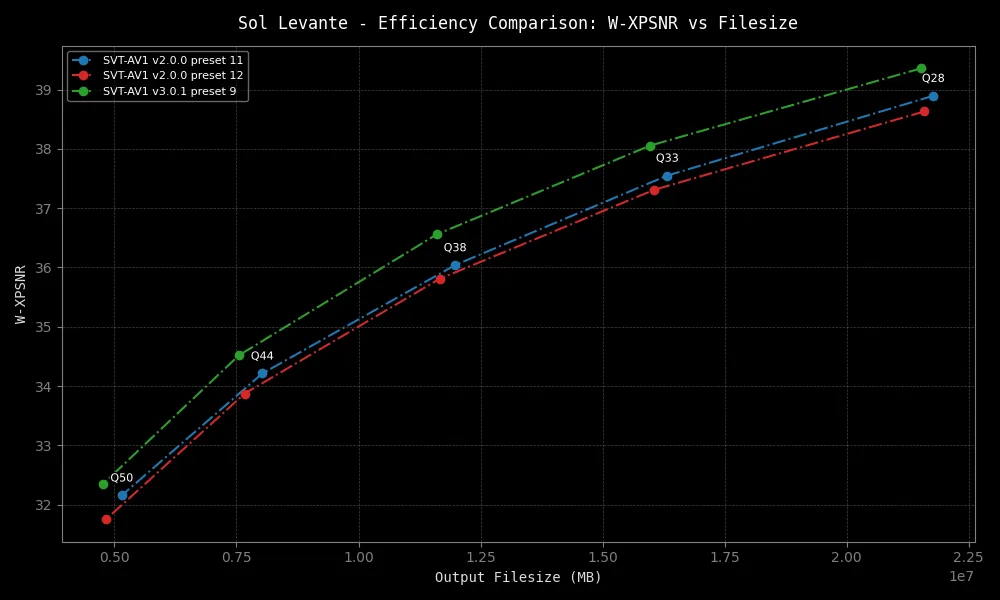 Sol Levante - Efficiency Comparison: W-XPSNR vs Filesize
SVT-AV1 v2.0.0 preset 11
SVT-AV1 v2.0.0 preset 12
SVT-AV1 v3.0.1 preset 9
Q28
Q33
Q38
Q44
Q50
W-XPSNR
39
38
37
36
35
34
33
32
0.50 0.75 1.00 1.25 1.50 1.75 2.00 2.25
1e7
Output Filesize (MB)